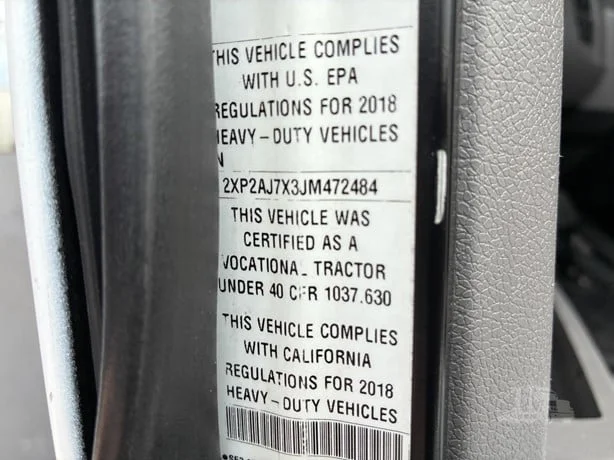 THIS VEHICLE COMPLIES
WITH U.S. EPA
REGULATIONS FOR 2018
HEAVY-DUTY VEHICLES
N
2XP2AJ7X3JM472484
THIS VEHICLE WAS
CERTIFIED AS A
VOCATIONAL TRACTOR
UNDER 40 CFR 1037.630
THIS VEHICLE COMPLIES
WITH CALIFORNIA
REGULATIONS FOR 2018
HEAVY-DUTY VEHICLES